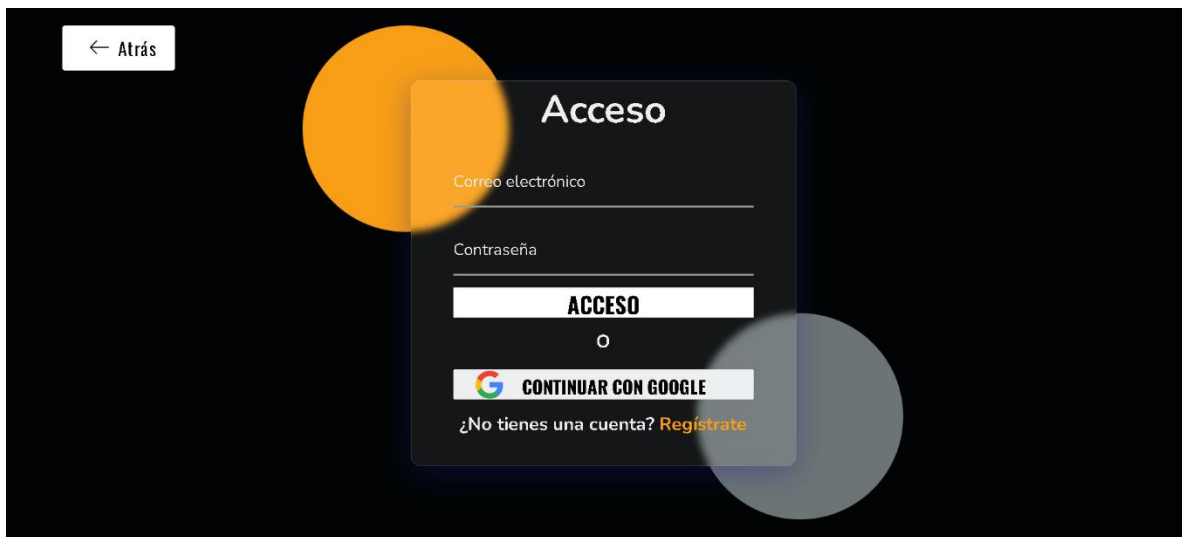 ← Atrás
Acceso
Correo electrónico
Contraseña
ACCESO
O
CONTINUAR CON GOOGLE
¿No tienes una cuenta? Regístrate